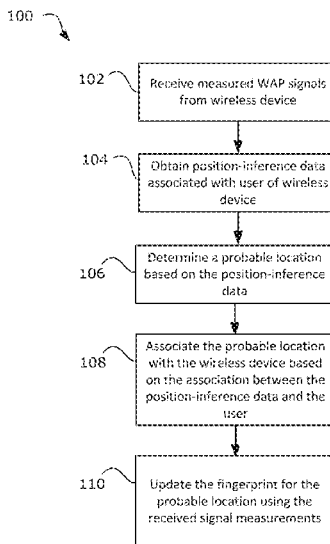 100
102
Receive measured WAP signals
from wireless device
104
Obtain position-inference data
associated with user of wireless
device
106
Determine a probable location
based on the position-inference
data
108
Associate the probable location
with the wireless device based
on the association between the
position-inference data and the
user
110
Update the fingerprint for the
probable location using the
received signal measurements